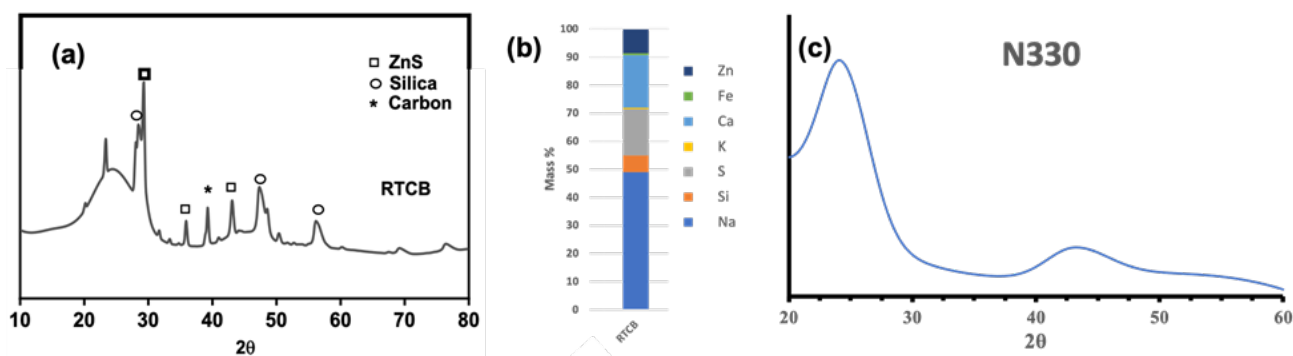 (a)
ZnS
Silica
* Carbon
RTCB
10 20 30 40 50 60 70 80
2θ
(b)
100
90
80
70
60
50
40
30
20
10
0
Mass %
RTCB
Zn
Fe
Ca
K
S
Si
Na
(c)
N330
20 30 40 50 60
2θ